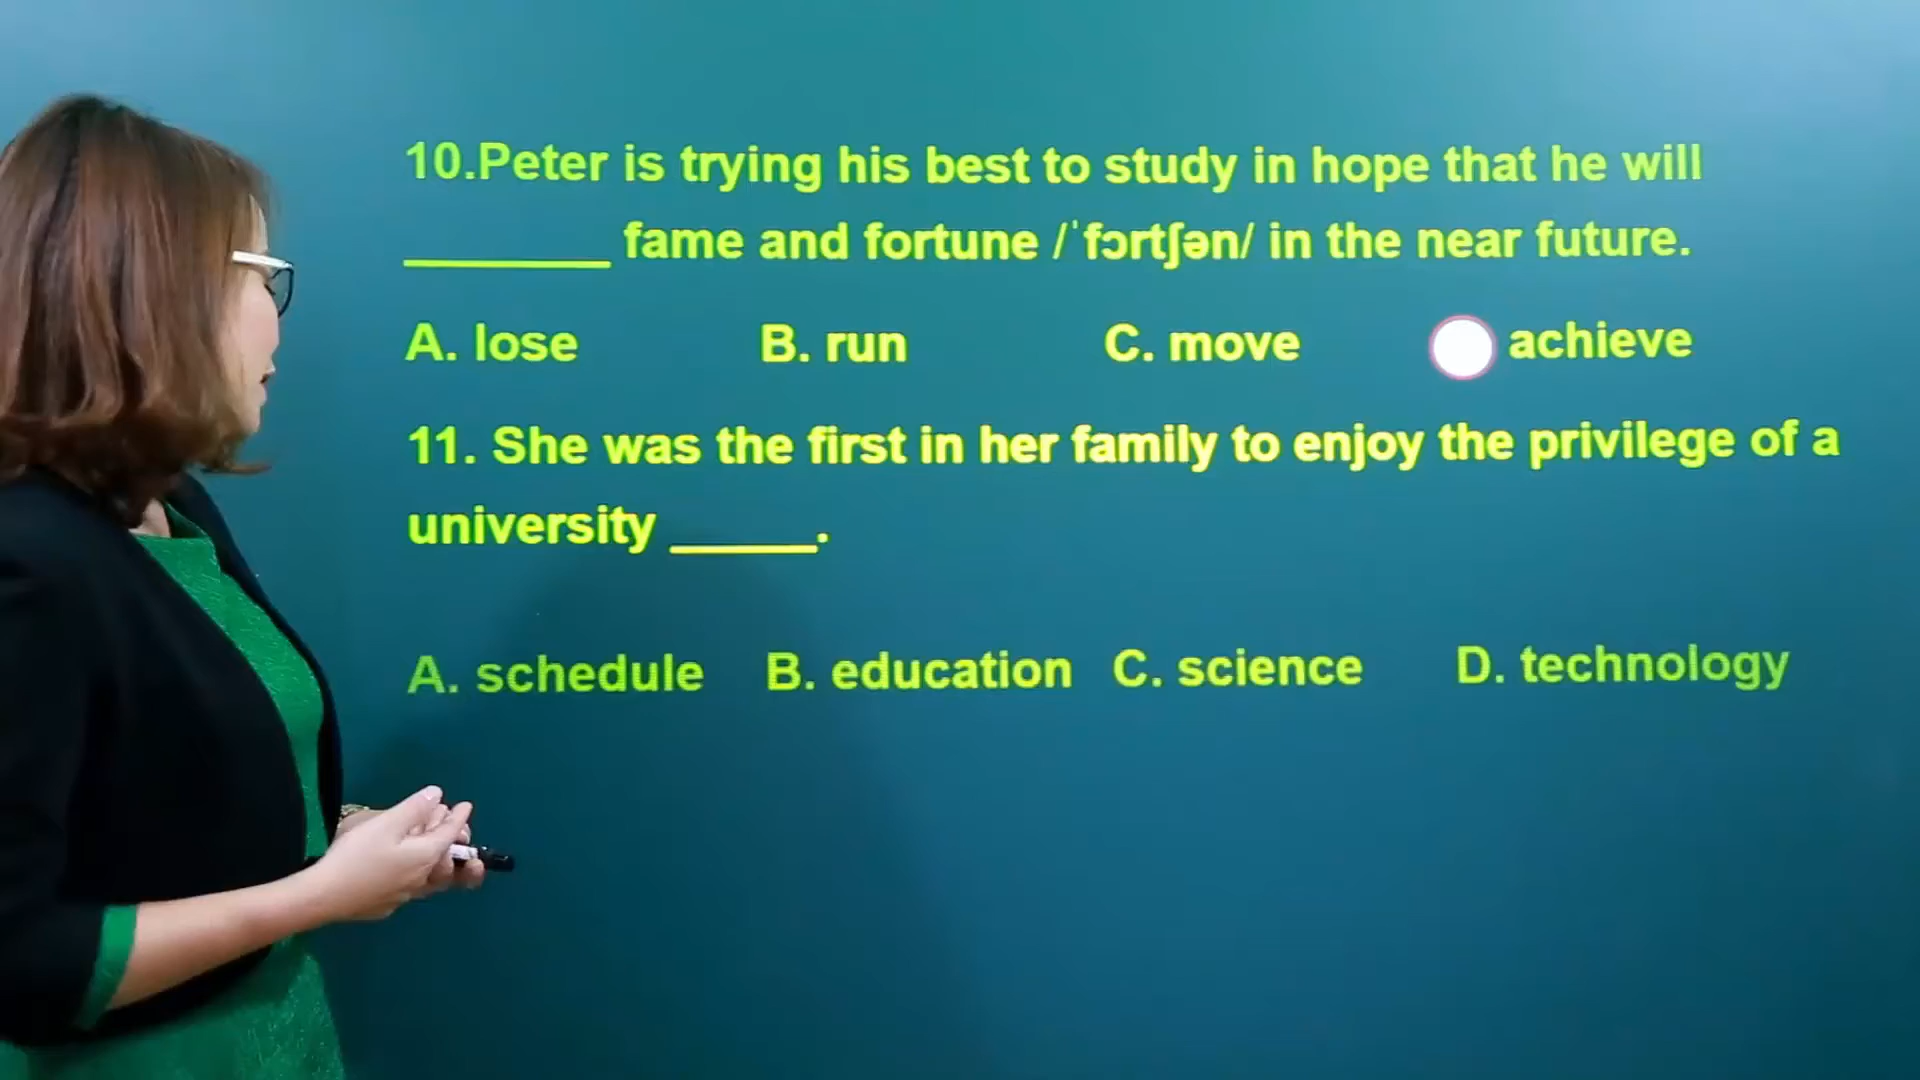 10.Peter is trying his best to study in hope that he will
________ fame and fortune /ˈfɔrtʃən/ in the near future.
A. lose B. run C. move achieve
11. She was the first in her family to enjoy the privilege of a
university ______.
A. schedule B. education C. science D. technology